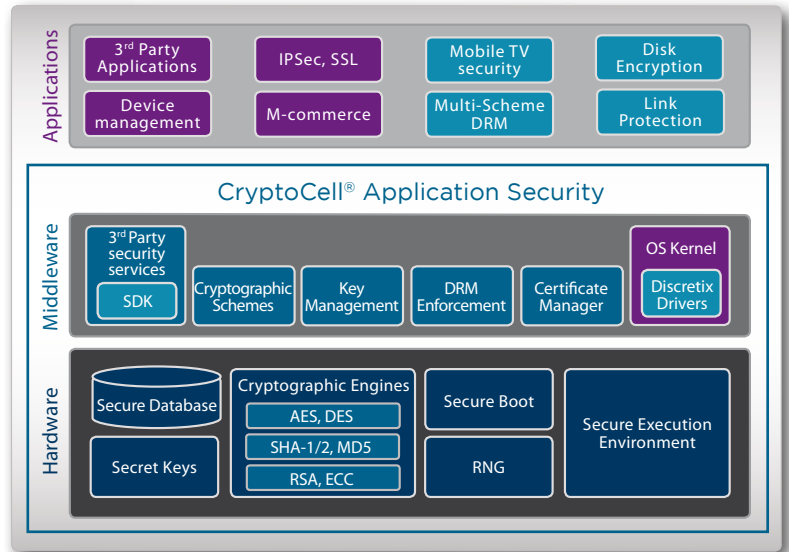 Applications
3rd Party
Applications
IPSec, SSL
Mobile TV
security
Disk
Encryption
Device
management
M-commerce
Multi-Scheme
DRM
Link
Protection
CryptoCell® Application Security
Middleware
3rd Party
security
services
SDK
Cryptographic
Schemes
Key
Management
DRM
Enforcement
Certificate
Manager
OS Kernel
Discretix
Drivers
Hardware
Secure Database
Secret Keys
Cryptographic Engines
AES, DES
SHA-1/2, MD5
RSA, ECC
Secure Boot
RNG
Secure Execution
Environment